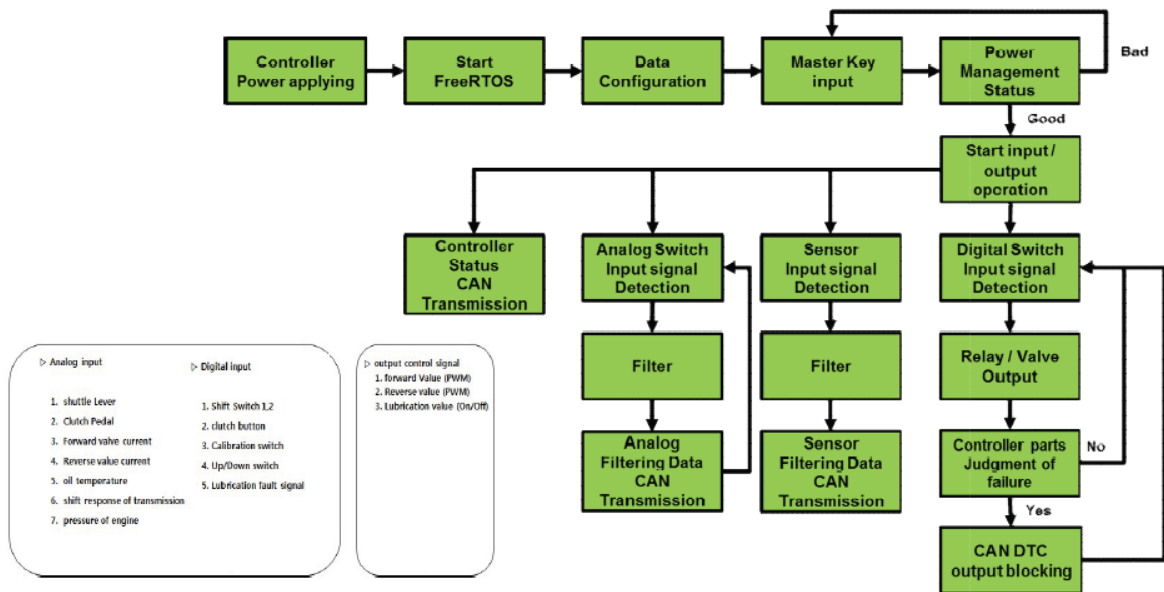 Controller
Power applying
Start
FreeRTOS
Data
Configuration
Master Key
input
Power
Management
Status
Bad
Good
Start input /
output
operation
Controller
Status
CAN
Transmission
Analog Switch
Input signal
Detection
Sensor
Input signal
Detection
Digital Switch
Input signal
Detection
Filter
Filter
Relay / Valve
Output
Analog
Filtering Data
CAN
Transmission
Sensor
Filtering Data
CAN
Transmission
Controller parts
Judgment of
failure
No
Yes
CAN DTC
output blocking
▷ Analog input
1. shuttle Lever
2. Clutch Pedal
3. Forward valve current
4. Reverse value current
5. oil temperature
6. shift response of transmission
7. pressure of engine
▷ Digital input
1. Shift Switch 1,2
2. clutch button
3. Calibration switch
4. Up/Down switch
5. Lubrication fault signal
▷ output control signal
1. forward Value (PWM)
2. Reverse value (PWM)
3. Lubrication value (On/Off)